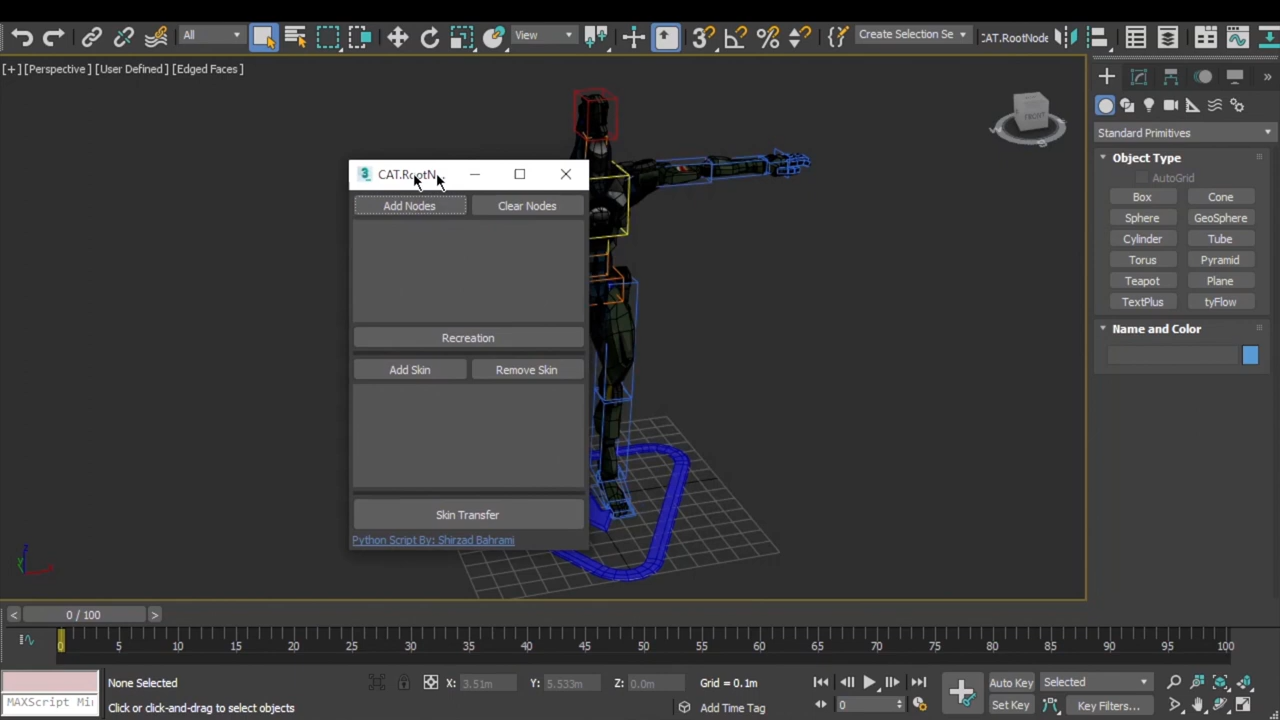 All
View
Create Selection Se
CAT.RootNode
[+] [Perspective] [User Defined] [Edged Faces]
FRONT
Standard Primitives
Object Type
AutoGrid
Box
Cone
Sphere
GeoSphere
Cylinder
Tube
Torus
Pyramid
Teapot
Plane
TextPlus
tyFlow
Name and Color
3 CAT.RootN...
Add Nodes
Clear Nodes
Recreation
Add Skin
Remove Skin
Skin Transfer
Python Script By: Shirzad Bahrami
< 0 / 100 >
0 5 10 15 20 25 30 35 40 45 50 55 60 65 70 75 80 85 90 95 100
None Selected
X: 3.51m Y: 5.533m Z: 0.0m Grid = 0.1m
Auto Key
Selected
MAXScript Mi
Click or click-and-drag to select objects
Add Time Tag
0
Set Key
Key Filters...